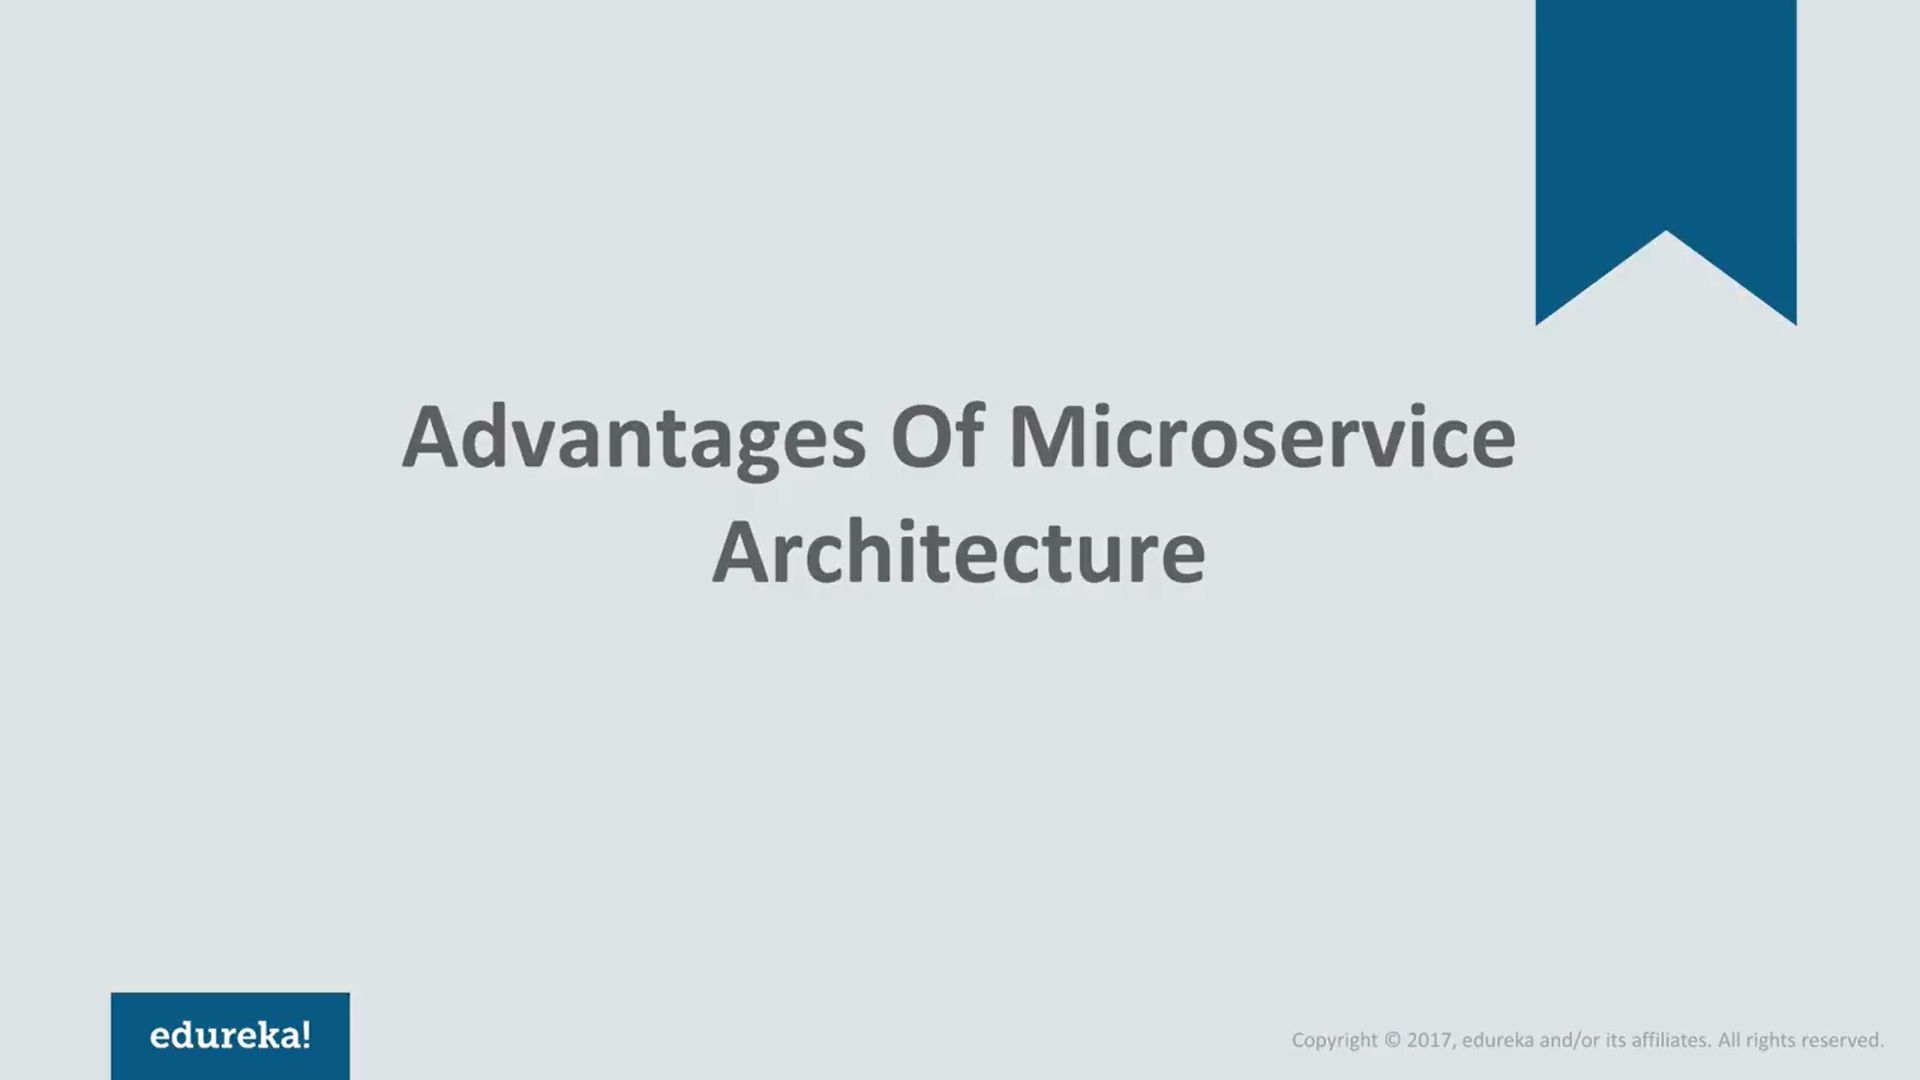 Advantages Of Microservice
Architecture
edureka!
Copyright © 2017, edureka and/or its affiliates. All rights reserved.